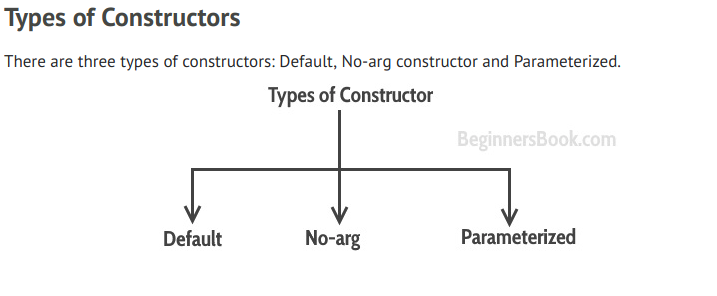 Types of Constructors
There are three types of constructors: Default, No-arg constructor and Parameterized.
Types of Constructor
BeginnersBook.com
Default No-arg Parameterized